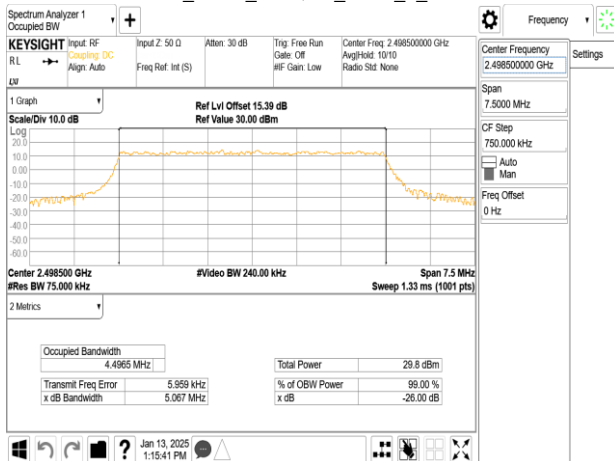 Spectrum Analyzer 1
Occupied BW
Frequency
KEYSIGHT
RL
LXI
Input: RF
Coupling: DC
Align: Auto
Input Z: 50 Ω
Freq Ref: Int (S)
Atten: 30 dB
Trig: Free Run
Gate: Off
#IF Gain: Low
Center Freq: 2.498500000 GHz
Avg|Hold: 10/10
Radio Std: None
Center Frequency
2.498500000 GHz
Settings
Span
7.5000 MHz
CF Step
750.000 kHz
Auto
Man
Freq Offset
0 Hz
1 Graph
Scale/Div 10.0 dB
Ref Lvl Offset 15.39 dB
Ref Value 30.00 dBm
Log
20.0
10.0
0.00
-10.0
-20.0
-30.0
-40.0
-50.0
-60.0
Center 2.498500 GHz
#Video BW 240.00 kHz
Span 7.5 MHz
#Res BW 75.000 kHz
Sweep 1.33 ms (1001 pts)
2 Metrics
Occupied Bandwidth
4.4965 MHz
Total Power 29.8 dBm
Transmit Freq Error 5.959 kHz
% of OBW Power 99.00 %
x dB Bandwidth 5.067 MHz
x dB -26.00 dB
?
Jan 13, 2025
1:15:41 PM